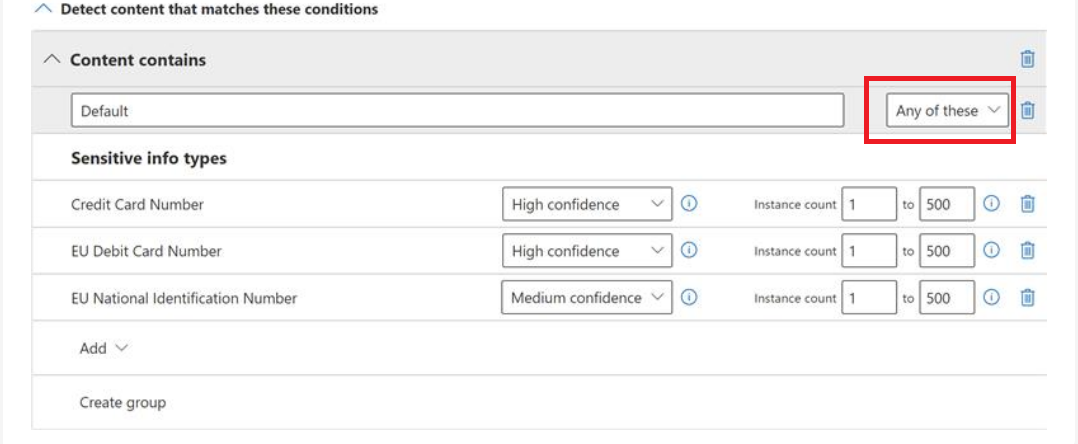 Detect content that matches these conditions
Content contains
Default Any of these
Sensitive info types
Credit Card Number High confidence Instance count 1 to 500
EU Debit Card Number High confidence Instance count 1 to 500
EU National Identification Number Medium confidence Instance count 1 to 500
Add
Create group